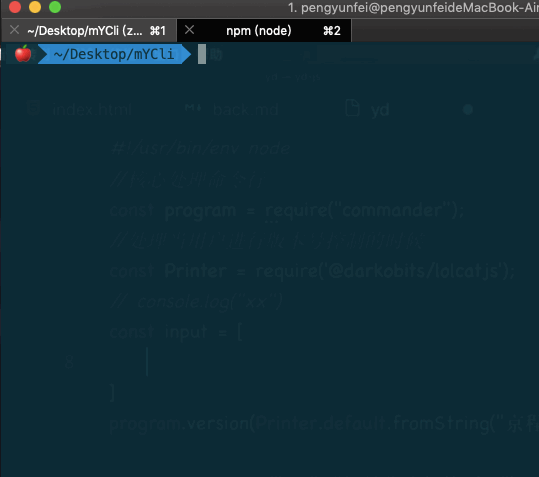 1. pengyunfei@pengyunfeideMacBook-Air
~/Desktop/mYCli (z... ⌘1
npm (node) ⌘2
~/Desktop/mYCli
index.html
back.md
yd
#!/usr/bin/env node
const program = require("commander");
const Printer = require('@darkobits/lolcatjs');
// console.log("xx")
const input = [
8
]
program.version(Printer.default.fromString("